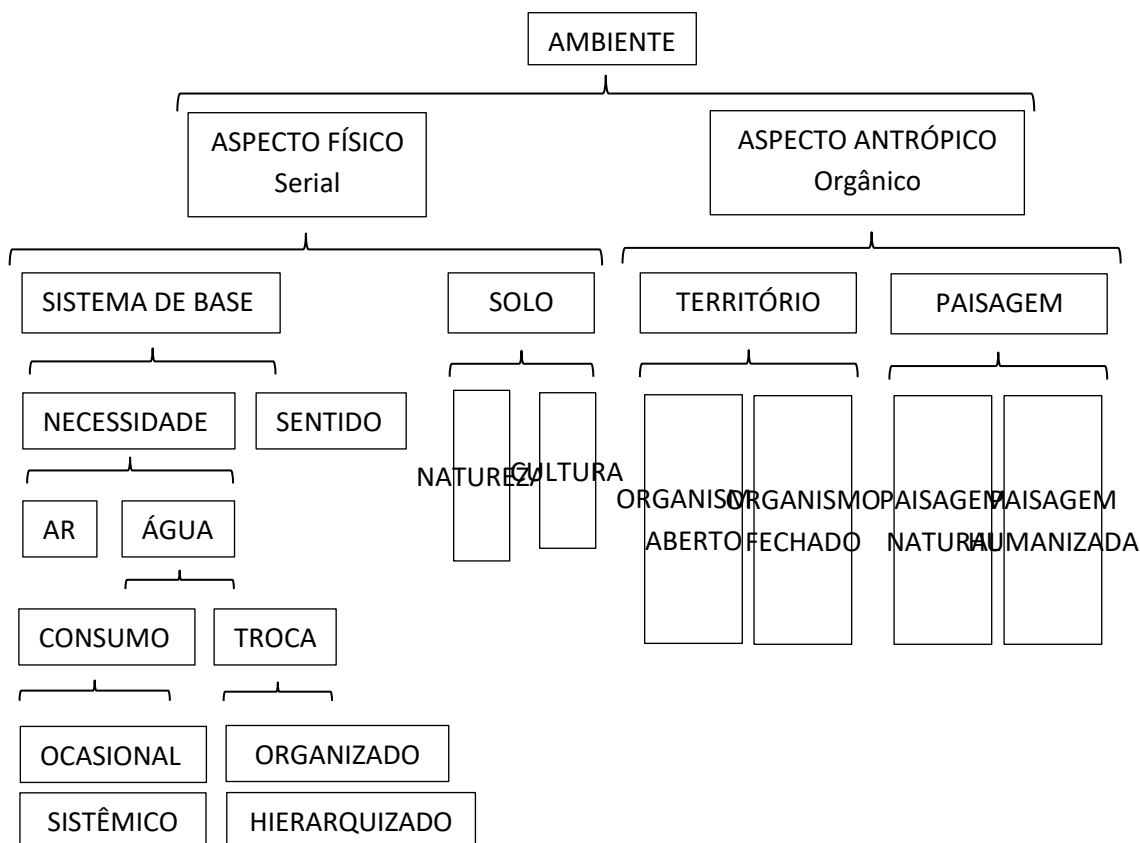 AMBIENTE
ASPECTO FÍSICO
Serial
ASPECTO ANTRÓPICO
Orgânico
SISTEMA DE BASE
SOLO
TERRITÓRIO
PAISAGEM
NECESSIDADE
SENTIDO
NATUREZA
CULTURA
ORGANISMO
ABERTO
ORGANISMO
FECHADO
PAISAGEM
NATURAL
PAISAGEM
HUMANIZADA
AR
ÁGUA
CONSUMO
TROCA
OCASIONAL
ORGANIZADO
SISTÊMICO
HIERARQUIZADO